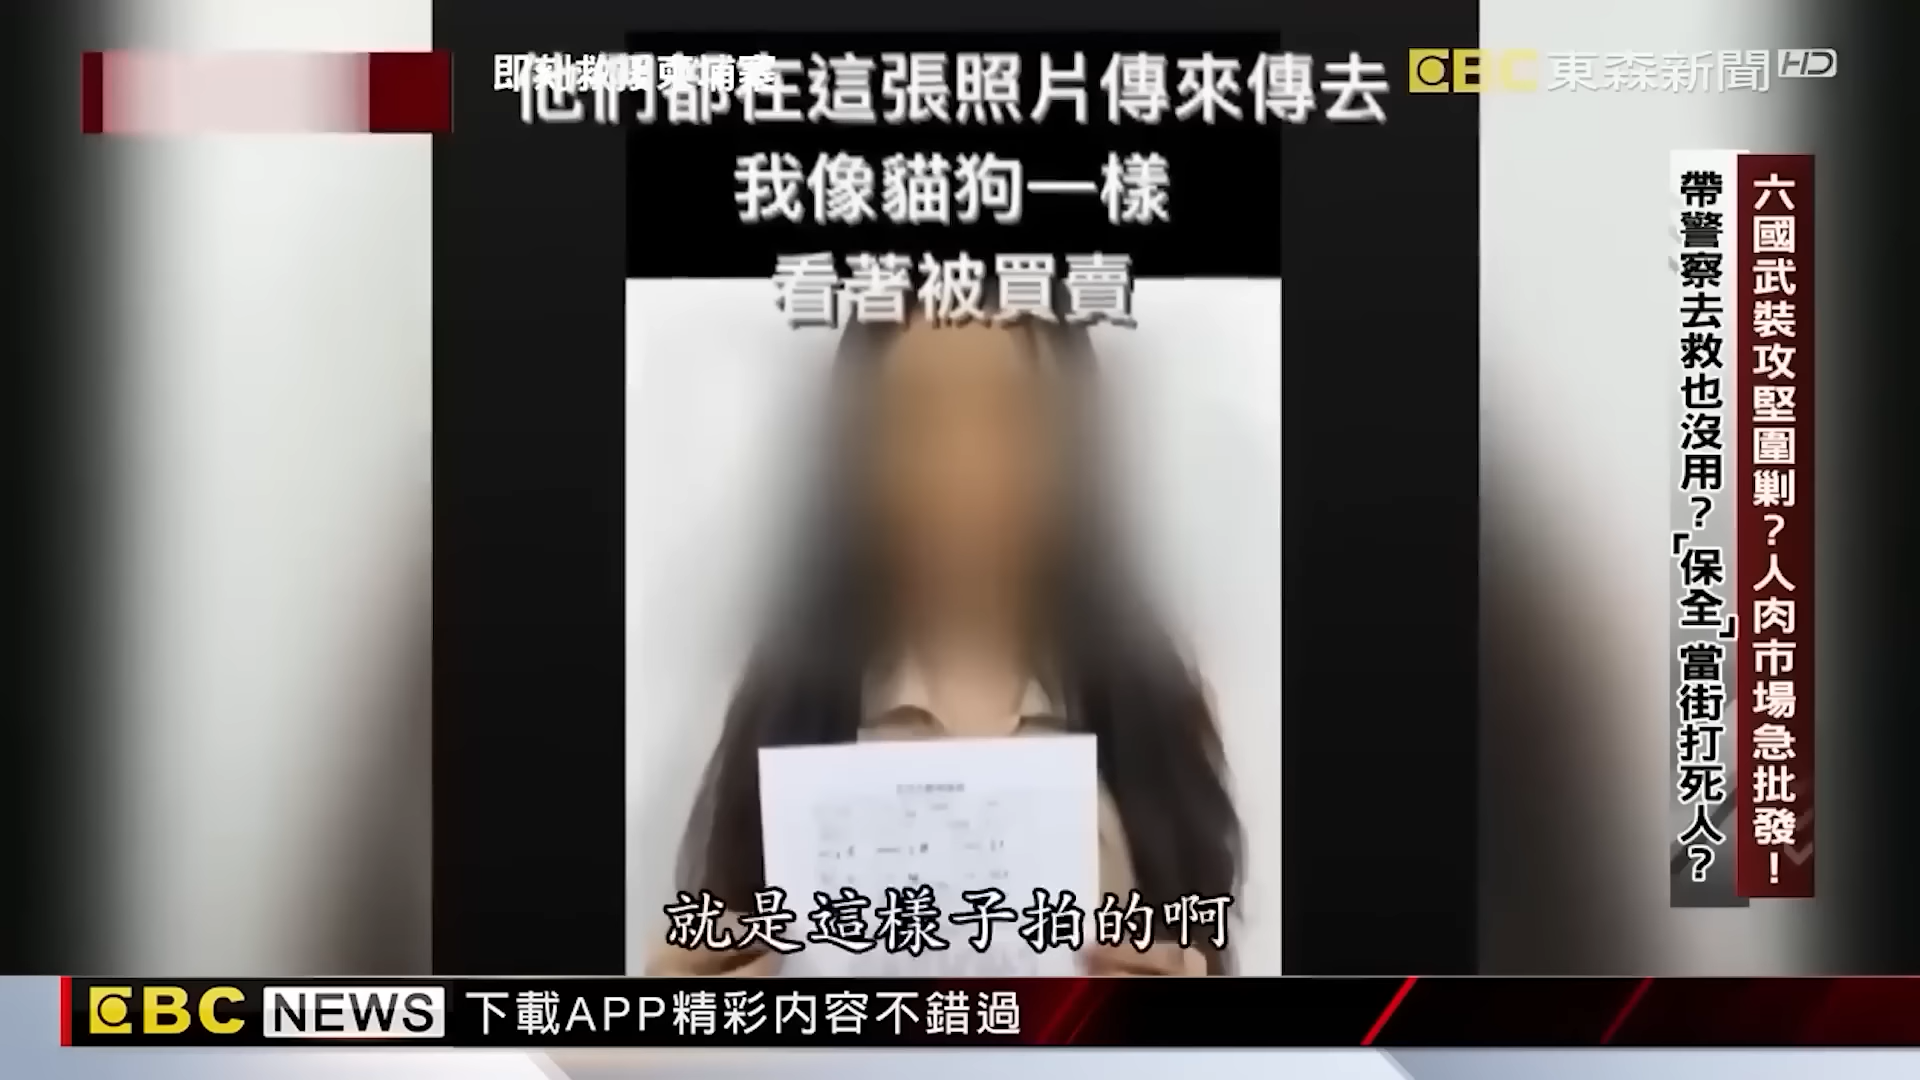 他們都在這張照片傳來傳去
EBC 東森新聞 HD
我像貓狗一樣
看著被買賣
六國武裝攻堅圍剿？人肉市場急批發！
帶警察去救也沒用？「保全」當街打死人？
就是這樣子拍的啊
EBC NEWS 下載APP精彩內容不錯過